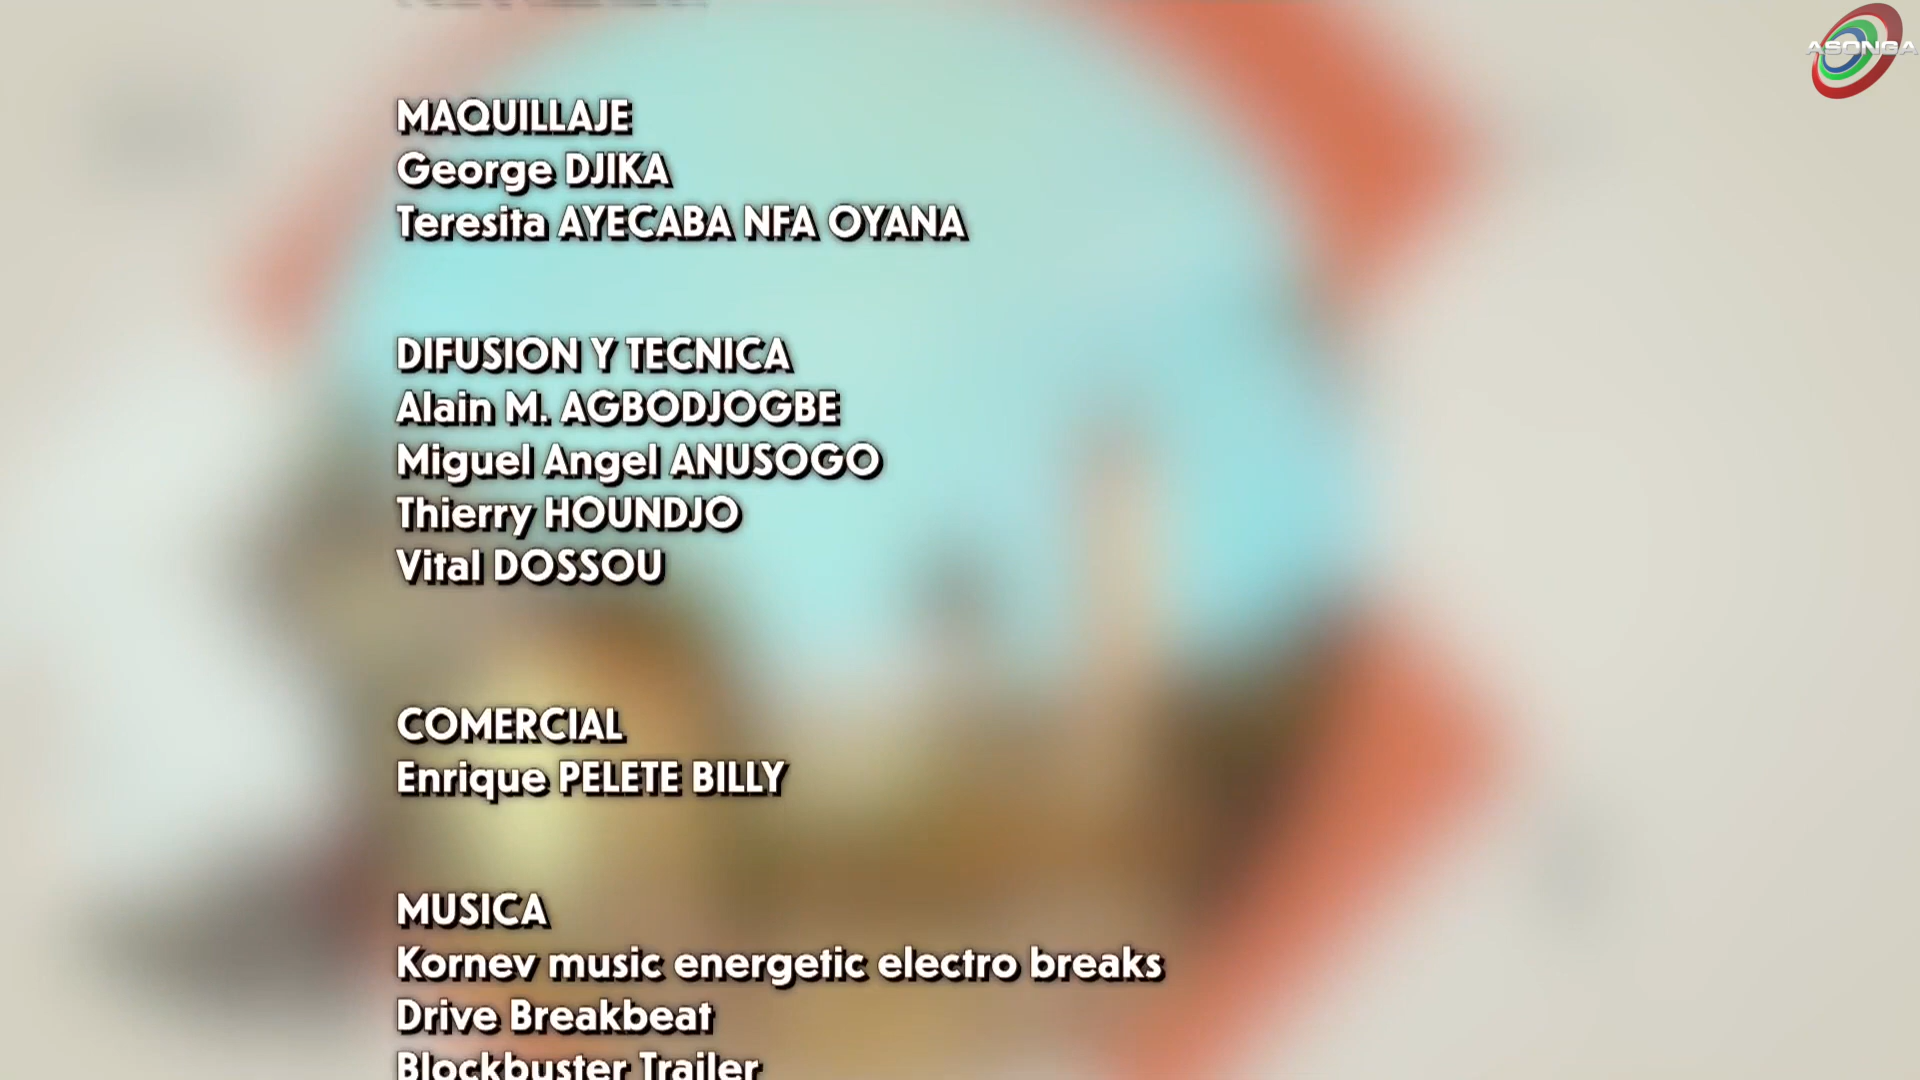 ASONGA
MAQUILLAJE
George DJIKA
Teresita AYECABA NFA OYANA
DIFUSION Y TECNICA
Alain M. AGBODJOGBE
Miguel Angel ANUSOGO
Thierry HOUNDJO
Vital DOSSOU
COMERCIAL
Enrique PELETE BILLY
MUSICA
Kornev music energetic electro breaks
Drive Breakbeat
Blockbuster Trailer